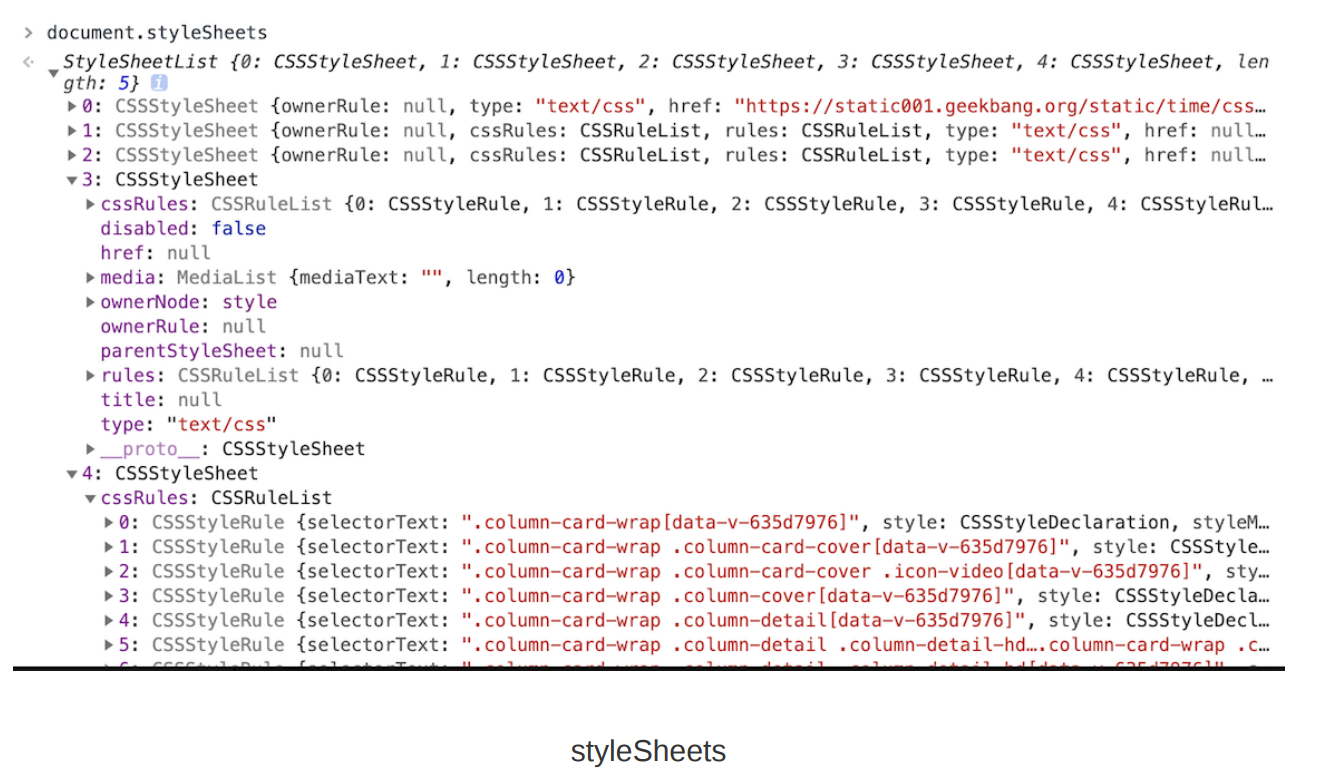 > document.styleSheets
StyleSheetList {0: CSSStyleSheet, 1: CSSStyleSheet, 2: CSSStyleSheet, 3: CSSStyleSheet, 4: CSSStyleSheet, len
gth: 5} i
▶0: CSSStyleSheet {ownerRule: null, type: "text/css", href: "https://static001.geekbang.org/static/time/css…
▶1: CSSStyleSheet {ownerRule: null, cssRules: CSSRuleList, rules: CSSRuleList, type: "text/css", href: null…
▶2: CSSStyleSheet {ownerRule: null, cssRules: CSSRuleList, rules: CSSRuleList, type: "text/css", href: null…
▼3: CSSStyleSheet
▶cssRules: CSSRuleList {0: CSSStyleRule, 1: CSSStyleRule, 2: CSSStyleRule, 3: CSSStyleRule, 4: CSSStyleRul…
disabled: false
href: null
▶media: MediaList {mediaText: "", length: 0}
▶ownerNode: style
ownerRule: null
parentStyleSheet: null
▶rules: CSSRuleList {0: CSSStyleRule, 1: CSSStyleRule, 2: CSSStyleRule, 3: CSSStyleRule, 4: CSSStyleRule, …
title: null
type: "text/css"
▶__proto__: CSSStyleSheet
▼4: CSSStyleSheet
▼cssRules: CSSRuleList
▶0: CSSStyleRule {selectorText: ".column-card-wrap[data-v-635d7976]", style: CSSStyleDeclaration, styleM…
▶1: CSSStyleRule {selectorText: ".column-card-wrap .column-card-cover[data-v-635d7976]", style: CSSStyle…
▶2: CSSStyleRule {selectorText: ".column-card-wrap .column-card-cover .icon-video[data-v-635d7976]", sty…
▶3: CSSStyleRule {selectorText: ".column-card-wrap .column-cover[data-v-635d7976]", style: CSSStyleDecla…
▶4: CSSStyleRule {selectorText: ".column-card-wrap .column-detail[data-v-635d7976]", style: CSSStyleDecl…
▶5: CSSStyleRule {selectorText: ".column-card-wrap .column-detail .column-detail-hd….column-card-wrap .c…
styleSheets